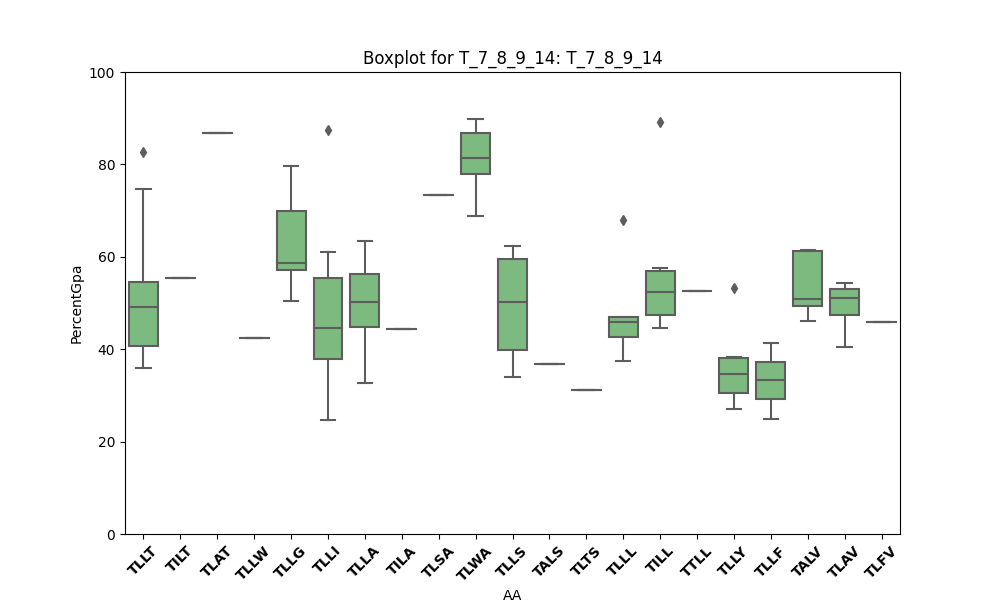 Boxplot for T_7_8_9_14: T_7_8_9_14
PercentGpa
100
80
60
40
20
0
TLLT TILT TLAT TLLW TLLG TLLI TLLA TILA TLSA TLWA TLLS TALS TLTS TLLL TILL TTLL TLLY TLLF TALV TLAV TLFV
AA